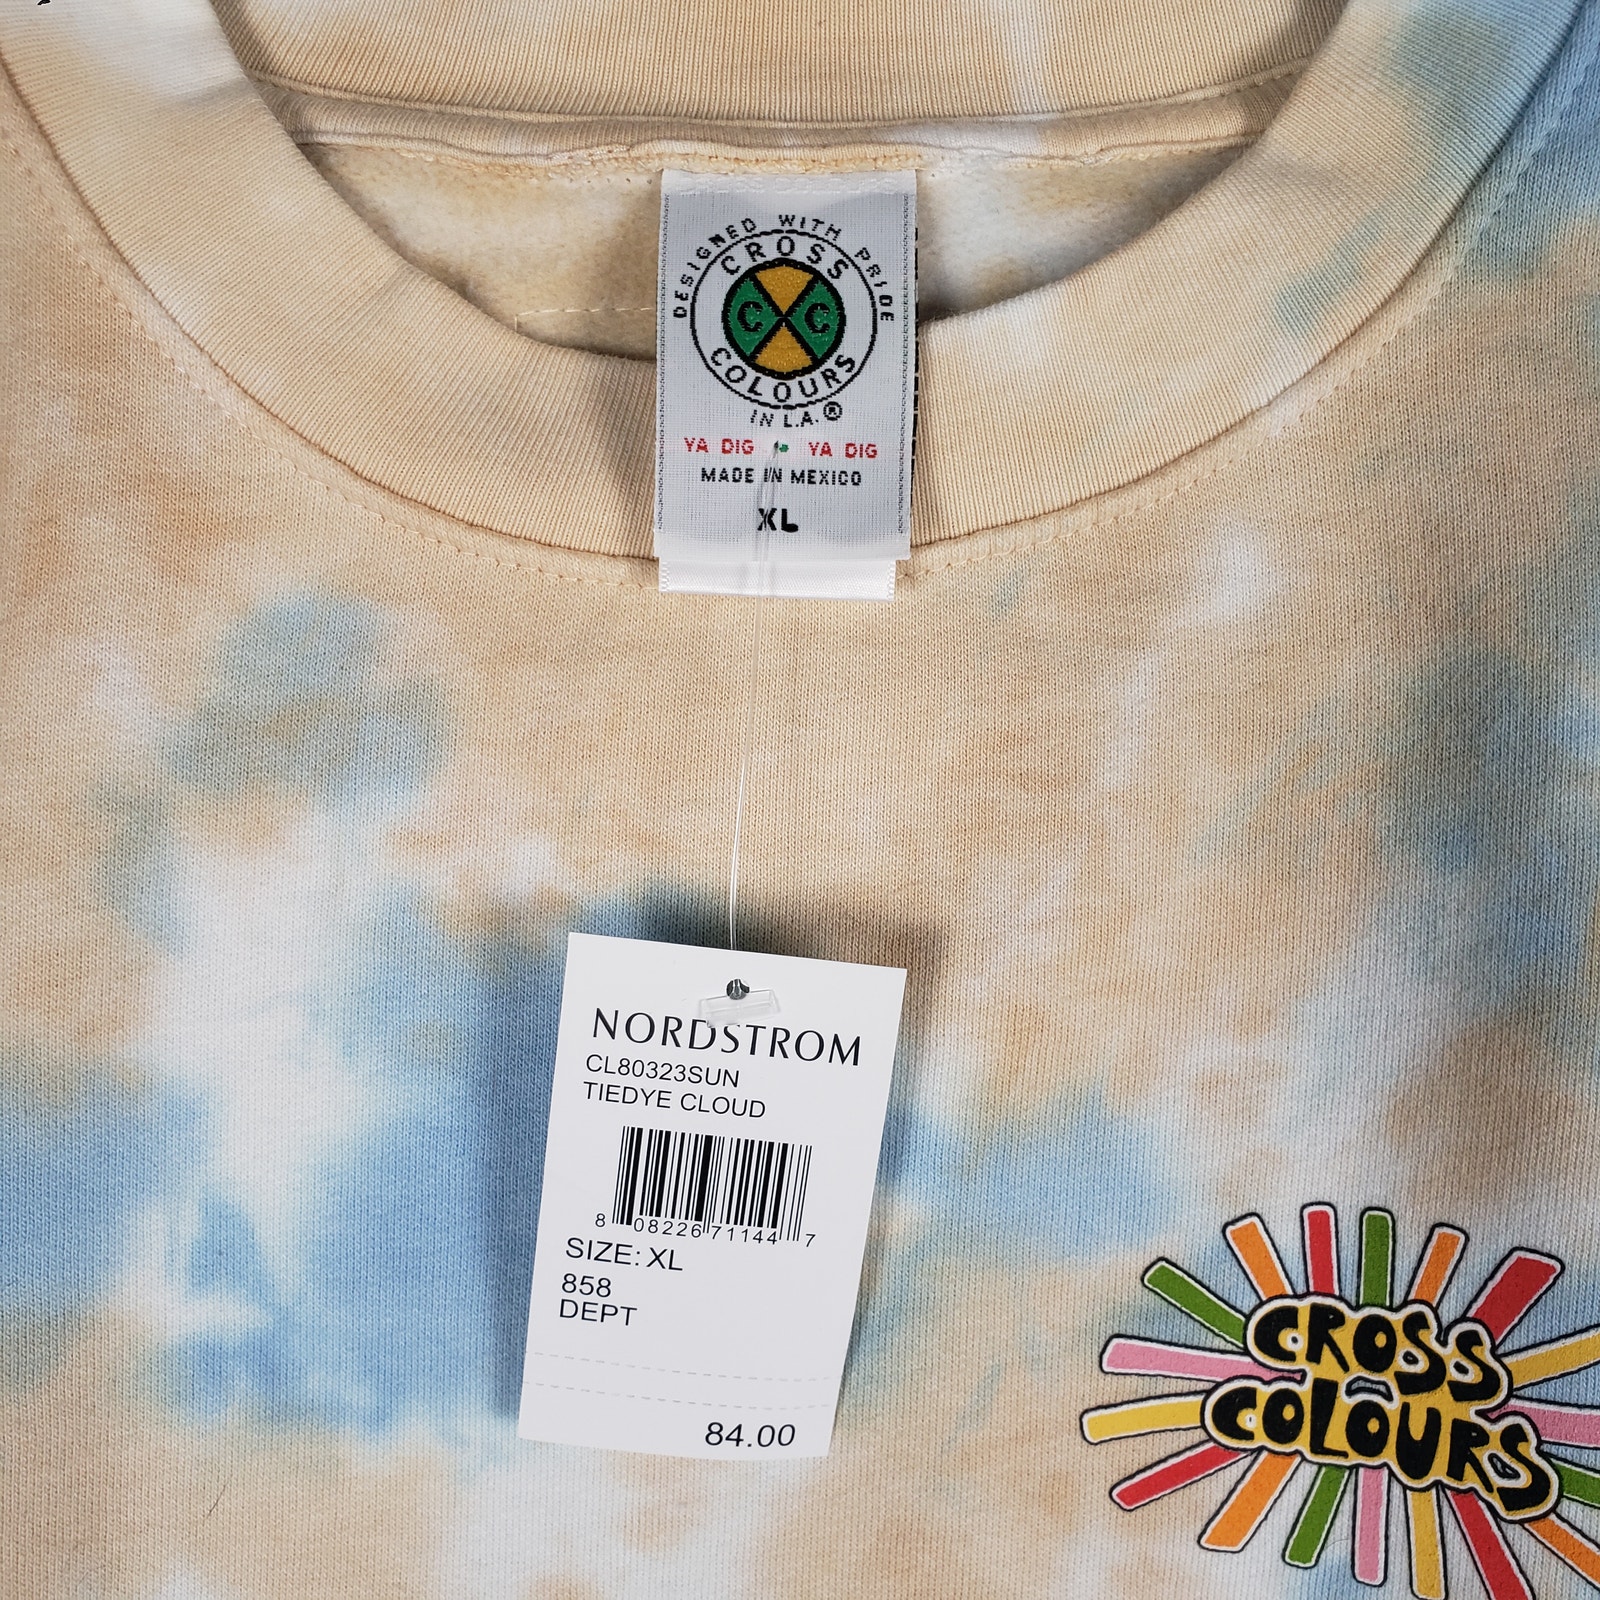 DESIGNED WITH PRIDE
CROSS
C C
COLOURS
IN L.A.®
YA DIG YA DIG
MADE IN MEXICO
XL
NORDSTROM
CL80323SUN
TIEDYE CLOUD
8 08226 71144 7
SIZE: XL
858
DEPT
84.00
CROSS
COLOURS